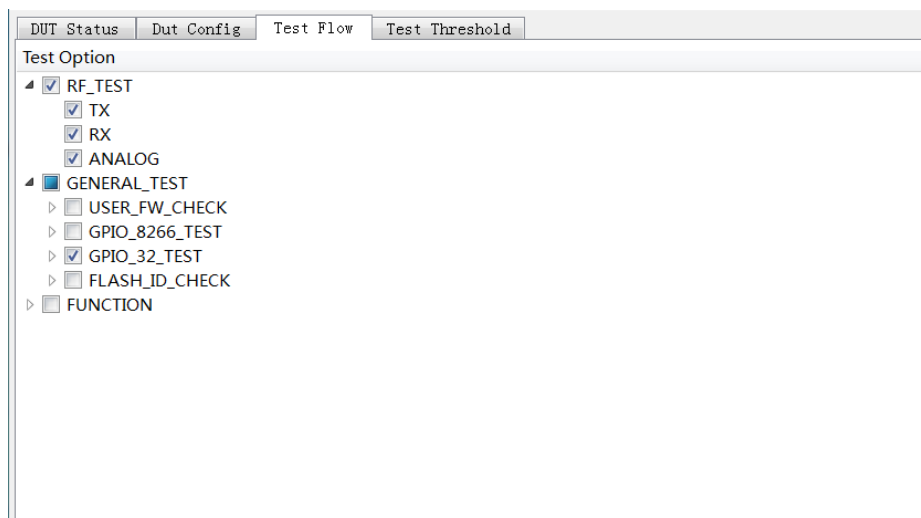 DUT Status Dut Config Test Flow Test Threshold
Test Option
RF_TEST
TX
RX
ANALOG
GENERAL_TEST
USER_FW_CHECK
GPIO_8266_TEST
GPIO_32_TEST
FLASH_ID_CHECK
FUNCTION